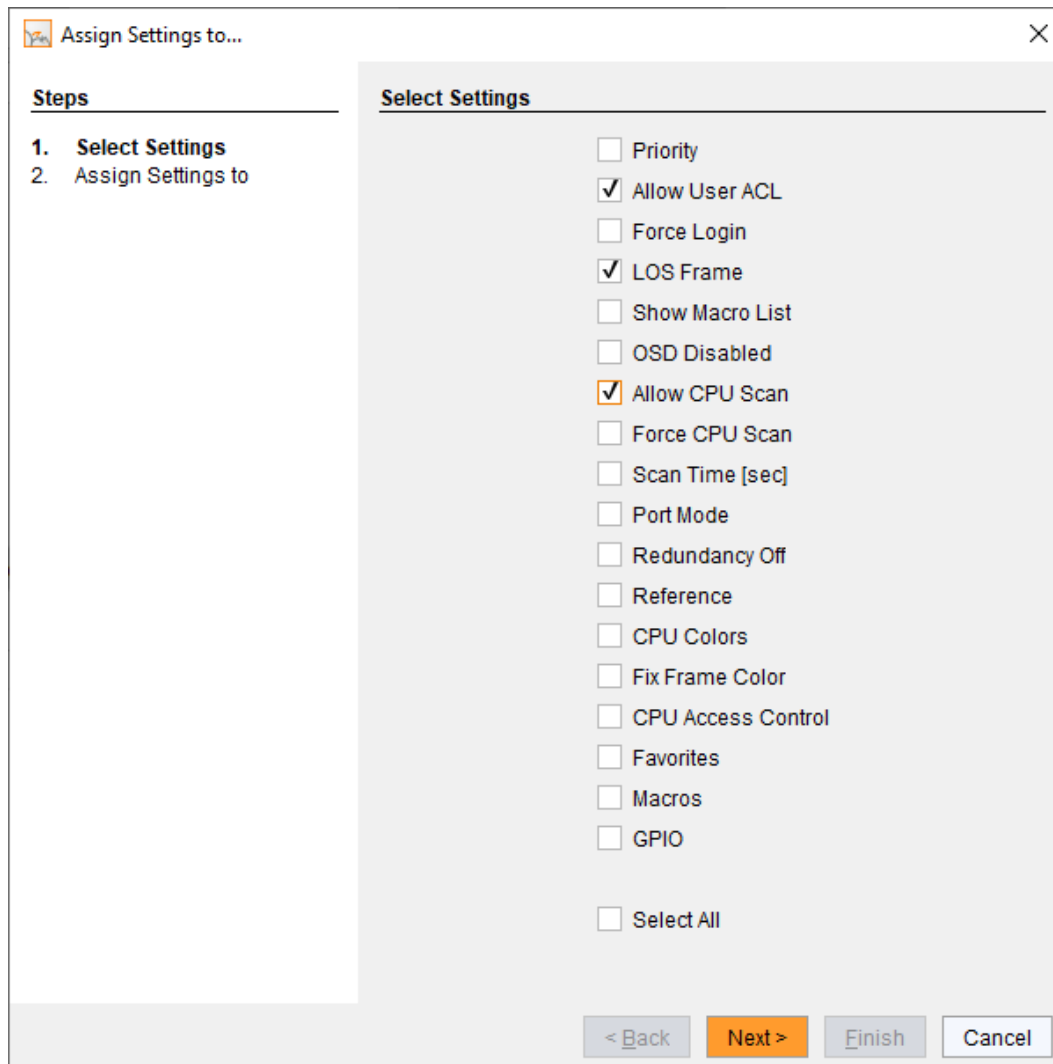 Assign Settings to...
Steps
1. Select Settings
2. Assign Settings to
Select Settings
Priority
Allow User ACL
Force Login
LOS Frame
Show Macro List
OSD Disabled
Allow CPU Scan
Force CPU Scan
Scan Time [sec]
Port Mode
Redundancy Off
Reference
CPU Colors
Fix Frame Color
CPU Access Control
Favorites
Macros
GPIO
Select All
< Back Next > Finish Cancel